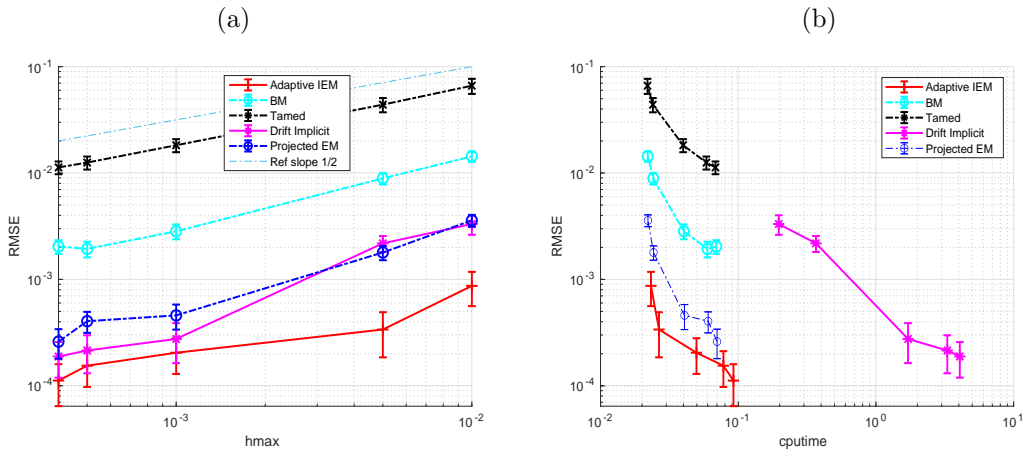 (a)
10^-1
10^-2
10^-3
10^-4
RMSE
Adaptive IEM
BM
Tamed
Drift Implicit
Projected EM
Ref slope 1/2
10^-3
10^-2
hmax
(b)
10^-1
10^-2
10^-3
10^-4
RMSE
Adaptive IEM
BM
Tamed
Drift Implicit
Projected EM
10^-2
10^-1
10^0
10^1
cputime